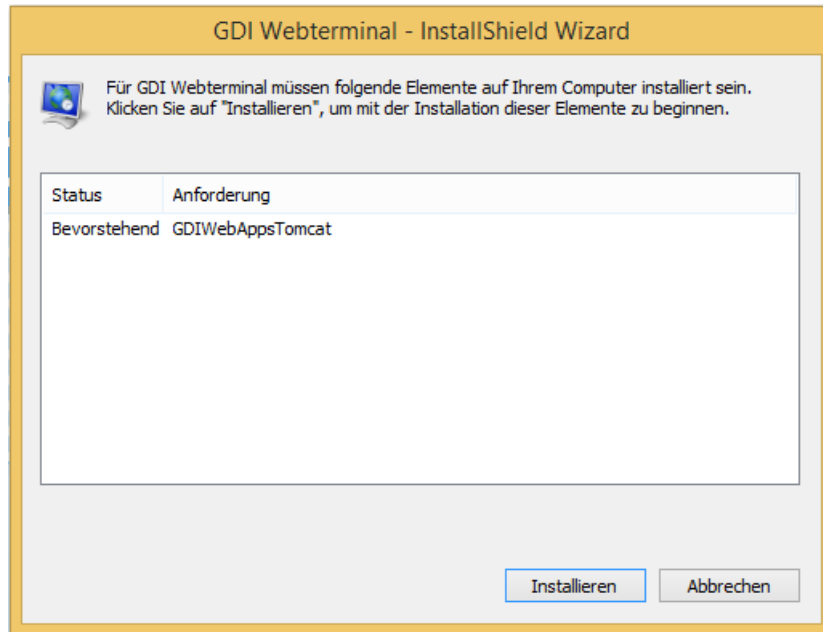 GDI Webterminal - InstallShield Wizard
Für GDI Webterminal müssen folgende Elemente auf Ihrem Computer installiert sein.
Klicken Sie auf "Installieren", um mit der Installation dieser Elemente zu beginnen.
Status Anforderung
Bevorstehend GDIWebAppsTomcat
Installieren Abbrechen